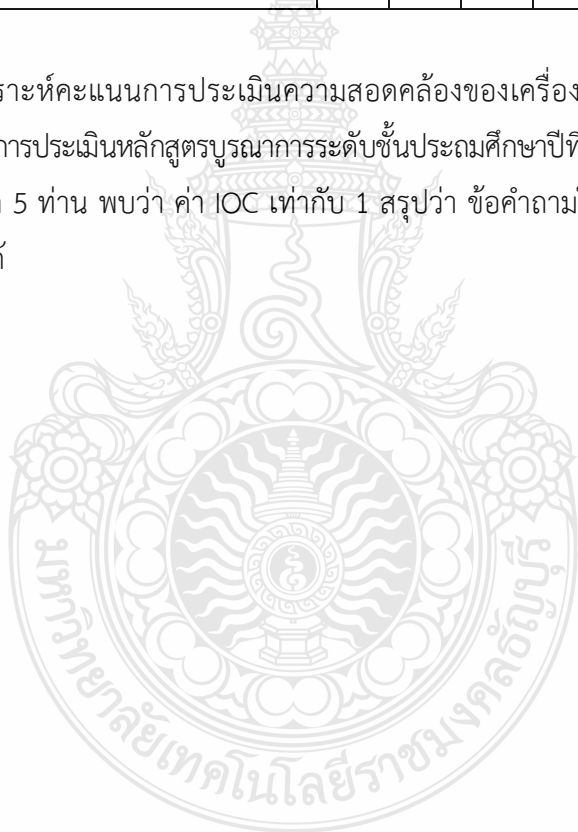 ราะห์คะแนนการประเมินความสอดคล้องของเครื่อง
การประเมินหลักสูตรบูรณาการระดับชั้นประถมศึกษาปีที่
5 ท่าน พบว่า ค่า IOC เท่ากับ 1 สรุปว่า ข้อคำถาม
มหาวิทยาลัยเทคโนโลยีราชมงคลธัญบุรี